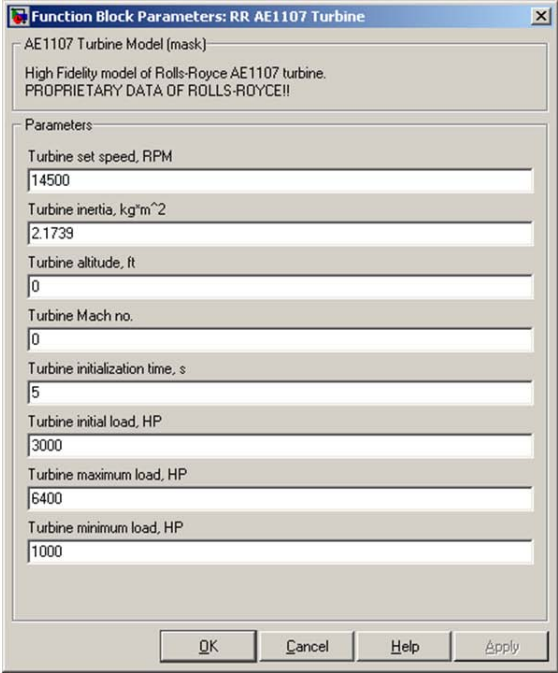 Function Block Parameters: RR AE1107 Turbine
AE1107 Turbine Model (mask)
High Fidelity model of Rolls-Royce AE1107 turbine.
PROPRIETARY DATA OF ROLLS-ROYCE!!
Parameters
Turbine set speed, RPM
14500
Turbine inertia, kg*m^2
2.1739
Turbine altitude, ft
0
Turbine Mach no.
0
Turbine initialization time, s
5
Turbine initial load, HP
3000
Turbine maximum load, HP
6400
Turbine minimum load, HP
1000
OK Cancel Help Apply